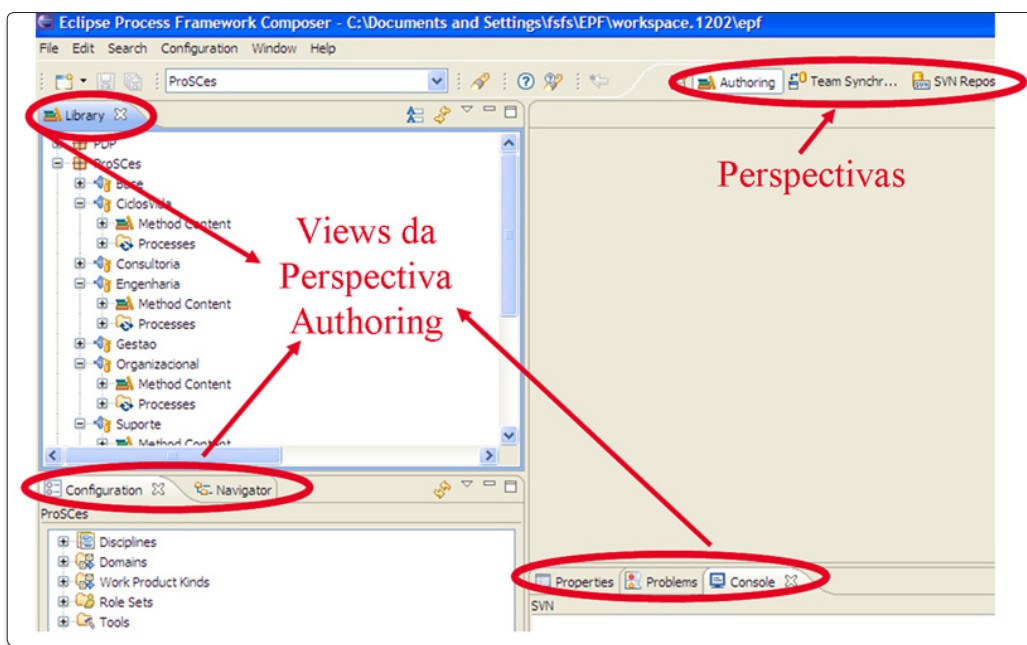 Eclipse Process Framework Composer - C:\Documents and Settings\fsfs\EPF\workspace.1202\epf
File Edit Search Configuration Window Help
ProSCes
Authoring Team Synchr... SVN Repos
Library
PDP
ProSCes
Base
CiclosVida
Method Content
Processes
Consultoria
Engenharia
Method Content
Processes
Gestao
Organizacional
Method Content
Processes
Suporte
Method Content
Perspectivas
Views da
Perspectiva
Authoring
Configuration Navigator
ProSCes
Disciplines
Domains
Work Product Kinds
Role Sets
Tools
Properties Problems Console
SVN